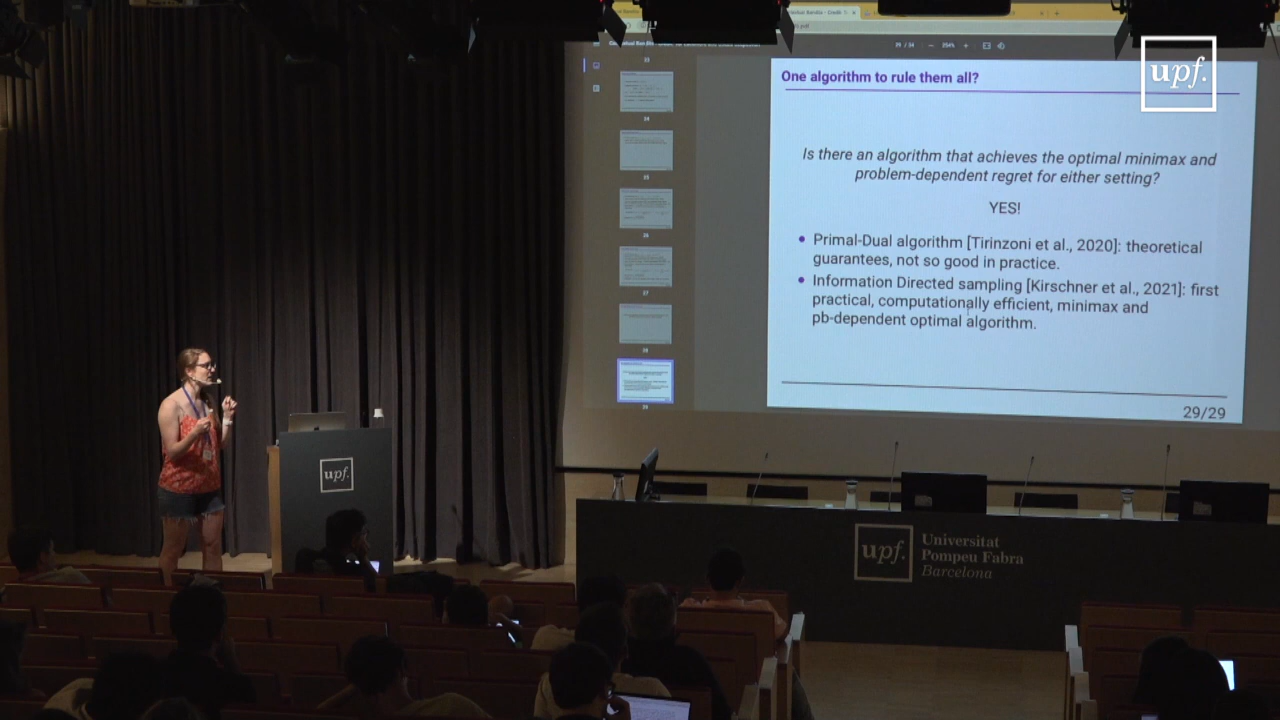 29 / 34
254%
upf.
One algorithm to rule them all?
Is there an algorithm that achieves the optimal minimax and
problem-dependent regret for either setting?
YES!
Primal-Dual algorithm [Tirinzoni et al., 2020]: theoretical
guarantees, not so good in practice.
Information Directed sampling [Kirschner et al., 2021]: first
practical, computationally efficient, minimax and
pb-dependent optimal algorithm.
29/29
upf.
upf.
Universitat
Pompeu Fabra
Barcelona